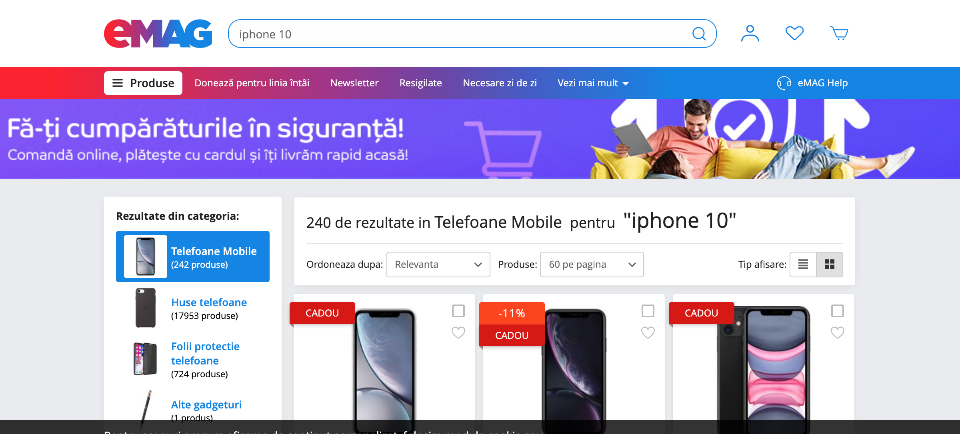 eMAG
iphone 10
Produse
Donează pentru linia întâi
Newsletter
Resigilate
Necesare zi de zi
Vezi mai mult
eMAG Help
Fă-ți cumpărăturile în siguranță!
Comandă online, plătește cu cardul și îți livrăm rapid acasă!
Rezultate din categoria:
Telefoane Mobile
(242 produse)
Huse telefoane
(17953 produse)
Folii protectie
telefoane
(724 produse)
Alte gadgeturi
(1 produs)
240 de rezultate in Telefoane Mobile pentru "iphone 10"
Ordoneaza dupa:
Relevanta
Produse:
60 pe pagina
Tip afisare:
CADOU
-11%
CADOU
CADOU